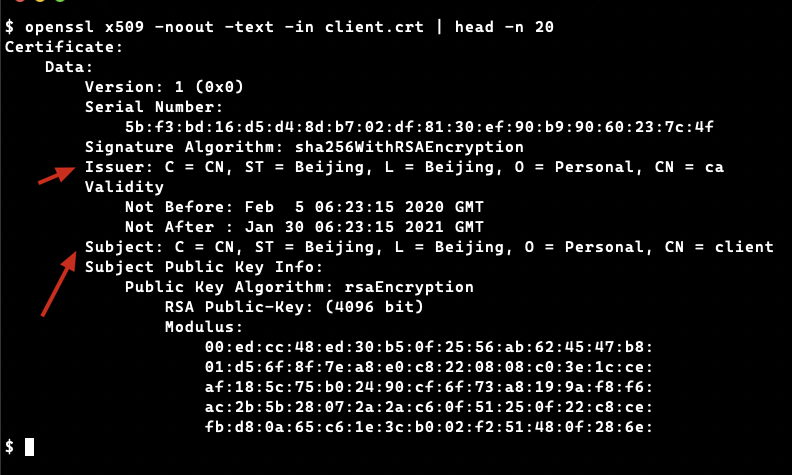 $ openssl x509 -noout -text -in client.crt | head -n 20
Certificate:
    Data:
        Version: 1 (0x0)
        Serial Number:
            5b:f3:bd:16:d5:d4:8d:b7:02:df:81:30:ef:90:b9:90:60:23:7c:4f
        Signature Algorithm: sha256WithRSAEncryption
        Issuer: C = CN, ST = Beijing, L = Beijing, O = Personal, CN = ca
        Validity
            Not Before: Feb  5 06:23:15 2020 GMT
            Not After : Jan 30 06:23:15 2021 GMT
        Subject: C = CN, ST = Beijing, L = Beijing, O = Personal, CN = client
        Subject Public Key Info:
            Public Key Algorithm: rsaEncryption
                RSA Public-Key: (4096 bit)
                Modulus:
                    00:ed:cc:48:ed:30:b5:0f:25:56:ab:62:45:47:b8:
                    01:d5:6f:8f:7e:a8:e0:c8:22:08:08:c0:3e:1c:ce:
                    af:18:5c:75:b0:24:90:cf:6f:73:a8:19:9a:f8:f6:
                    ac:2b:5b:28:07:2a:2a:c6:0f:51:25:0f:22:c8:ce:
                    fb:d8:0a:65:c6:1e:3c:b0:02:f2:51:48:0f:28:6e:
$